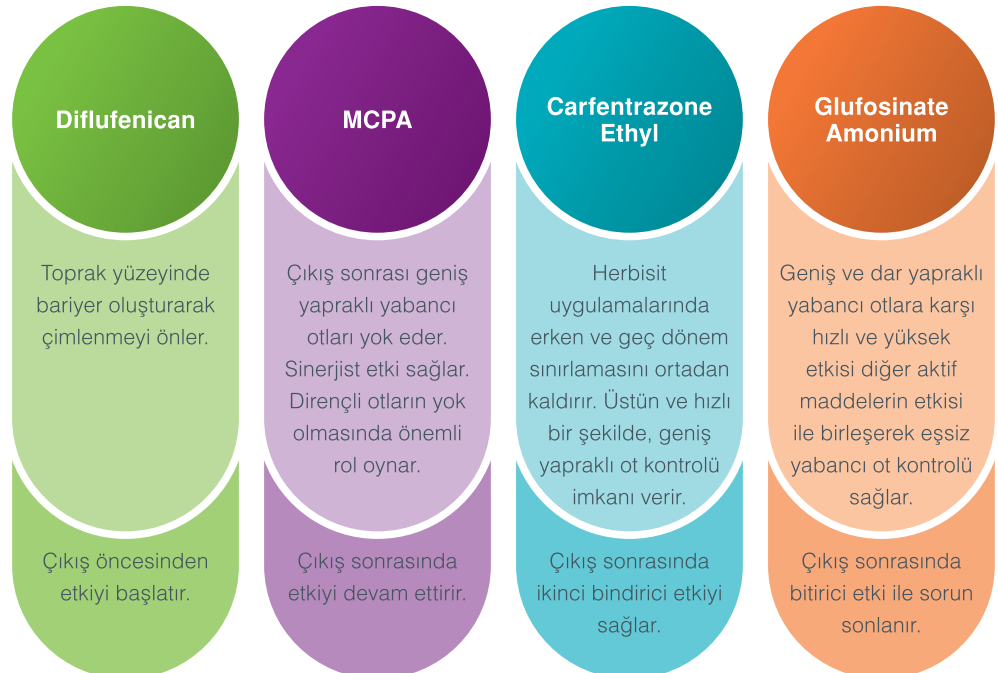 Diflufenican
Toprak yüzeyinde
bariyer oluşturarak
çimlenmeyi önler.
Çıkış öncesinden
etkiyi başlatır.
MCPA
Çıkış sonrası geniş
yapraklı yabancı
otları yok eder.
Sinerjist etki sağlar.
Dirençli otların yok
olmasında önemli
rol oynar.
Çıkış sonrasında
etkiyi devam ettirir.
Carfentrazone
Ethyl
Herbisit
uygulamalarında
erken ve geç dönem
sınırlamasını ortadan
kaldırır. Üstün ve hızlı
bir şekilde, geniş
yapraklı ot kontrolü
imkanı verir.
Çıkış sonrasında
ikinci bindirici etkiyi
sağlar.
Glufosinate
Amonium
Geniş ve dar yapraklı
yabancı otlara karşı
hızlı ve yüksek
etkisi diğer aktif
maddelerin etkisi
ile birleşerek eşsiz
yabancı ot kontrolü
sağlar.
Çıkış sonrasında
bitirici etki ile sorun
sonlanır.